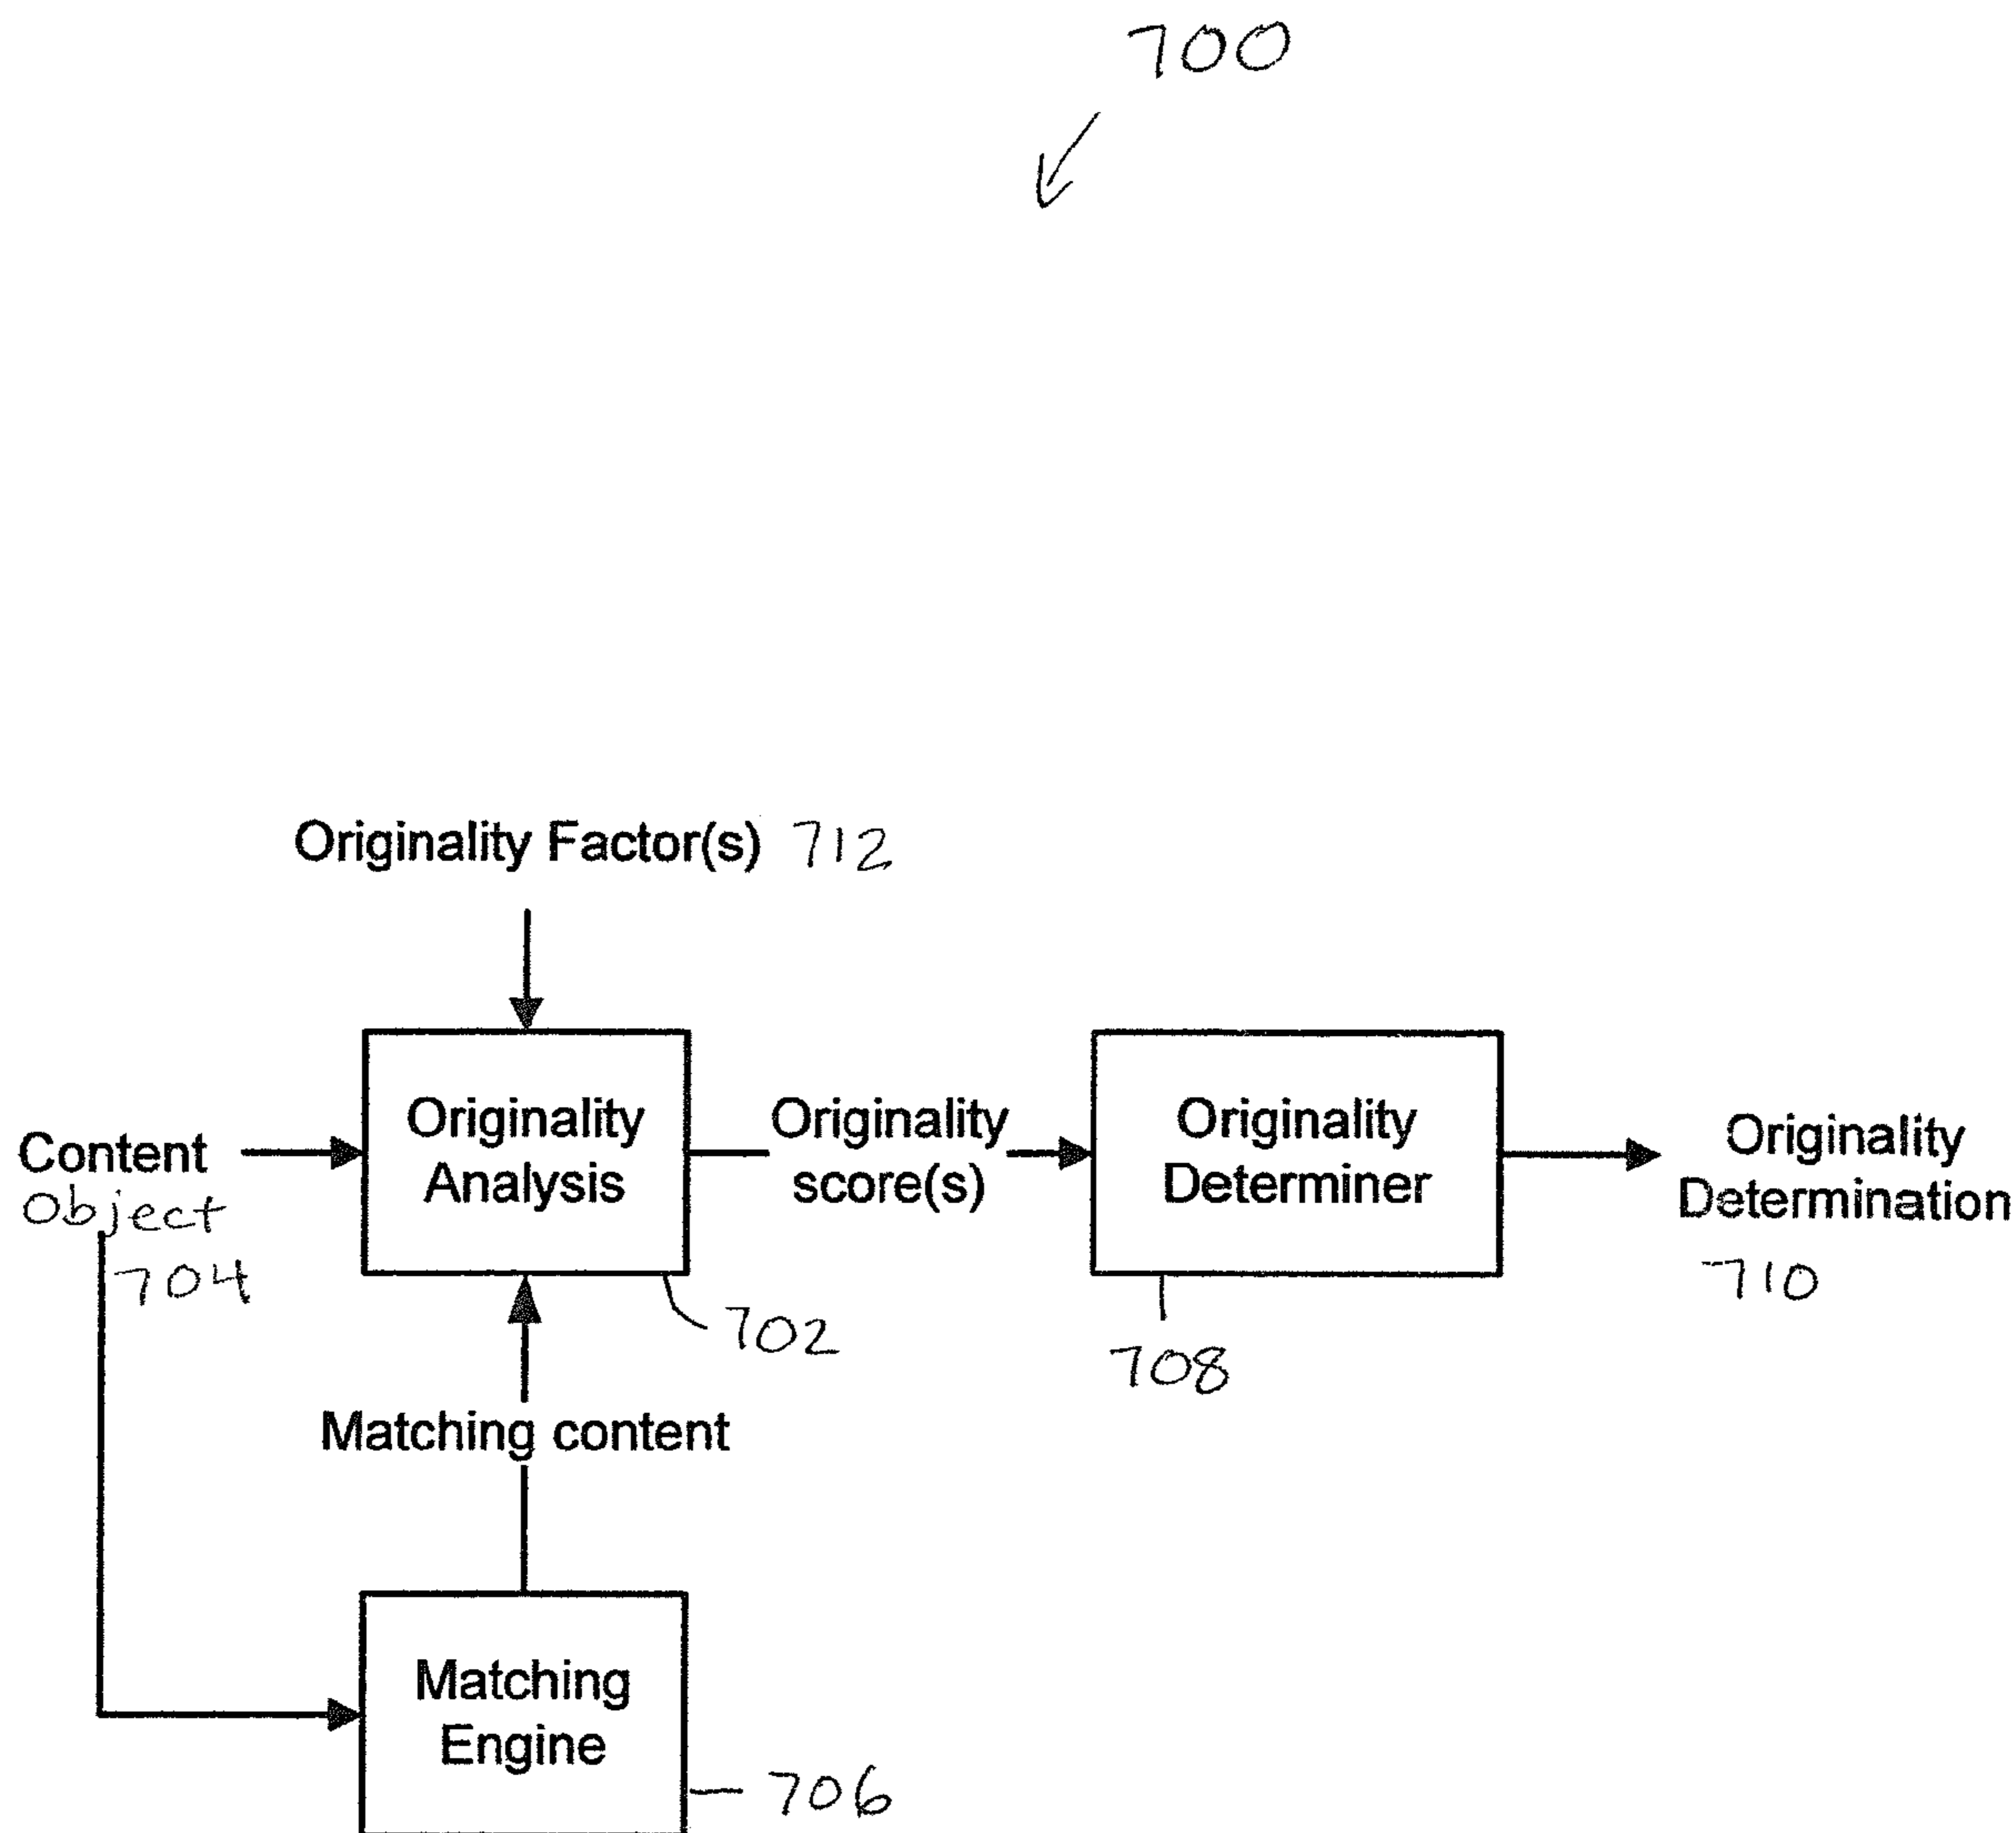 700
Originality Factor(s) 712
Content
Object
704
Originality
Analysis
702
Originality
score(s)
Originality
Determiner
708
Originality
Determination
710
Matching content
Matching
Engine
706